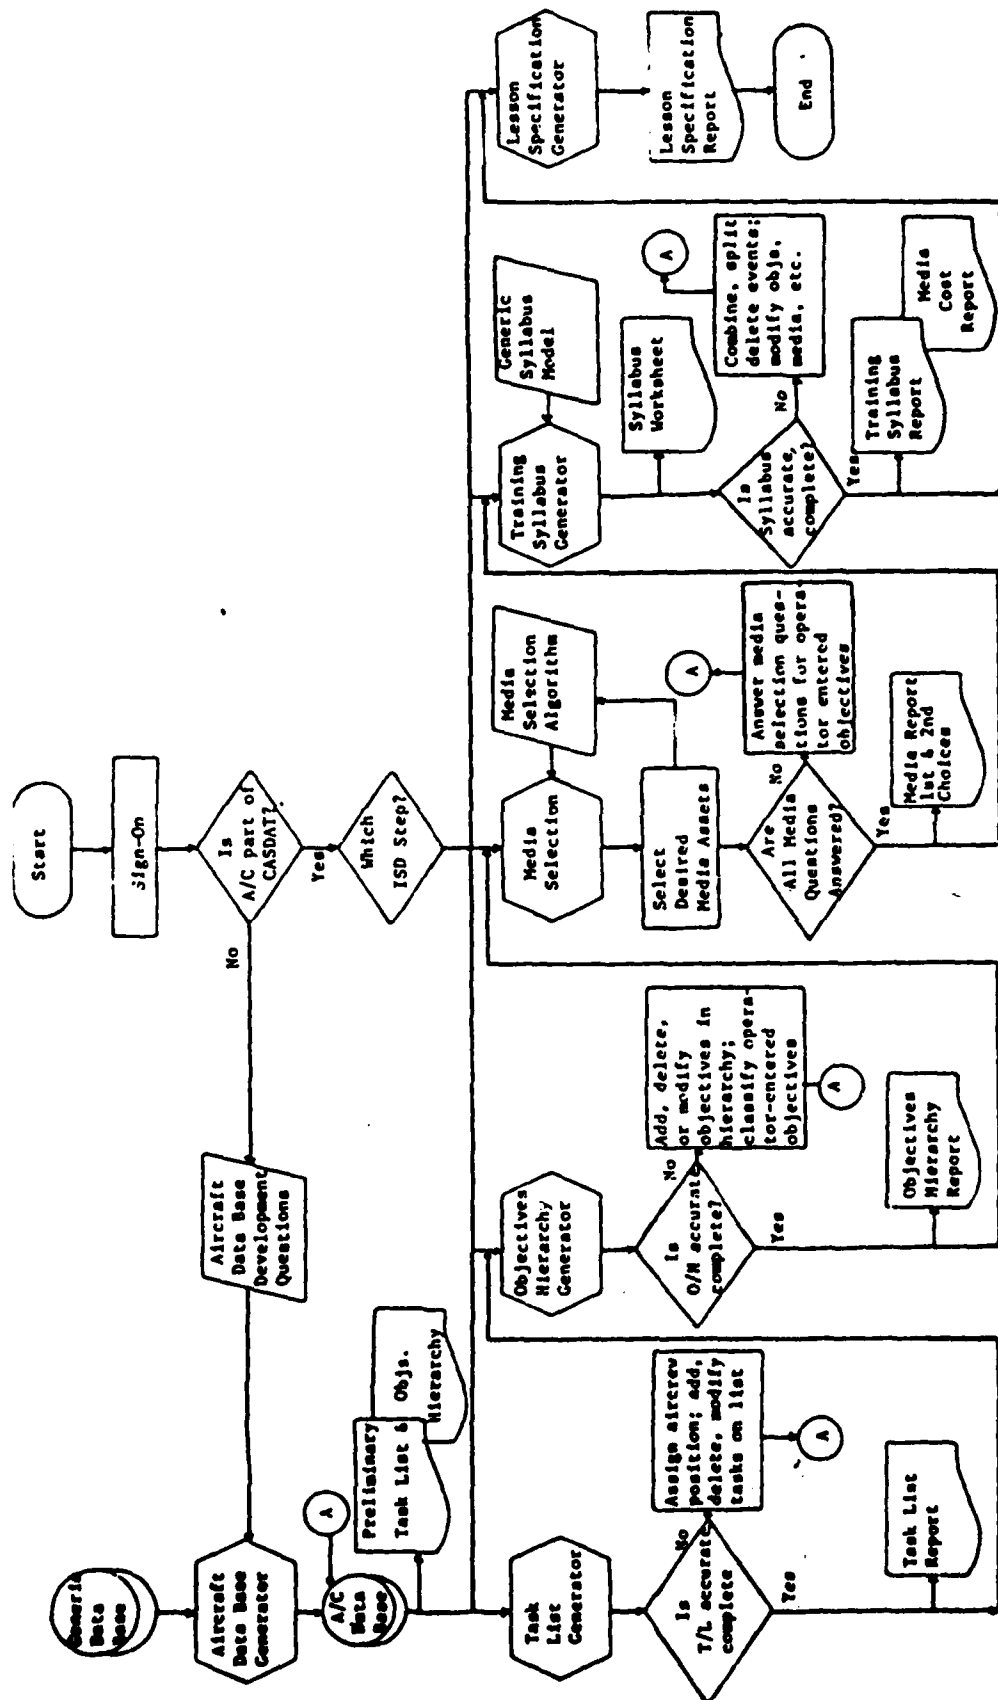 Start
Sign-On
Is
A/C part of
CASDAT?
No
Yes
Which
ISD Step?
Aircraft
Data Base
Development
Questions
Generic
Data
Base
Aircraft
Data Base
Generator
A/C
Data
Base
A
Preliminary
Task List &
Objs.
Hierarchy
Task
List
Generator
Is
T/L accurate
complete
No
Assign aircrew
position; add,
delete, modify
tasks on list
A
Yes
Task List
Report
Objectives
Hierarchy
Generator
Is
O/H accurate
complete?
No
Add, delete,
or modify
objectives in
hierarchy;
classify opera-
tor-entered
objectives
A
Yes
Objectives
Hierarchy
Report
Media
Selection
Media
Selection
Algorithm
Select
Desired
Media Assets
Are
All Media
Questions
Answered?
No
Answer media
selection ques-
tions for opera-
tor entered
objectives
A
Yes
Media Report
1st & 2nd
Choices
Training
Syllabus
Generator
Generic
Syllabus
Model
Syllabus
Worksheet
Is
Syllabus
accurate,
complete?
No
Combine, split
delete events;
modify objs,
media, etc.
A
Yes
Training
Syllabus
Report
Media
Cost
Report
Lesson
Specification
Generator
Lesson
Specification
Report
End